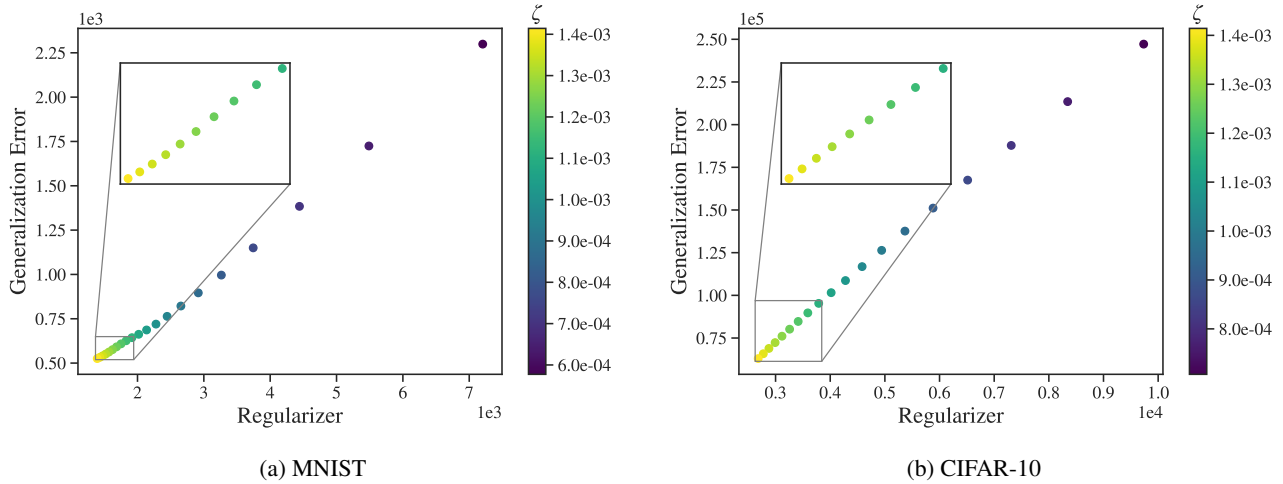 1e3
Generalization Error
2.25
2.00
1.75
1.50
1.25
1.00
0.75
0.50
2
3
4
5
6
7
1e3
Regularizer
ζ
1.4e-03
1.3e-03
1.2e-03
1.1e-03
1.0e-03
9.0e-04
8.0e-04
7.0e-04
6.0e-04
(a) MNIST
1e5
Generalization Error
2.50
2.25
2.00
1.75
1.50
1.25
1.00
0.75
0.3
0.4
0.5
0.6
0.7
0.8
0.9
1.0
1e4
Regularizer
ζ
1.4e-03
1.3e-03
1.2e-03
1.1e-03
1.0e-03
9.0e-04
8.0e-04
(b) CIFAR-10